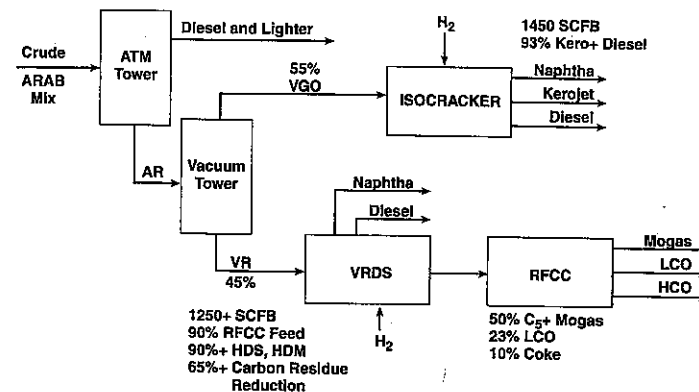 Crude
ARAB
Mix
ATM
Tower
Diesel and Lighter
AR
Vacuum
Tower
55%
VGO
H2
ISOCRACKER
1450 SCFB
93% Kero+ Diesel
Naphtha
Kerojet
Diesel
VR
45%
Naphtha
Diesel
VRDS
H2
1250+ SCFB
90% RFCC Feed
90%+ HDS, HDM
65%+ Carbon Residue
Reduction
RFCC
Mogas
LCO
HCO
50% C5+ Mogas
23% LCO
10% Coke